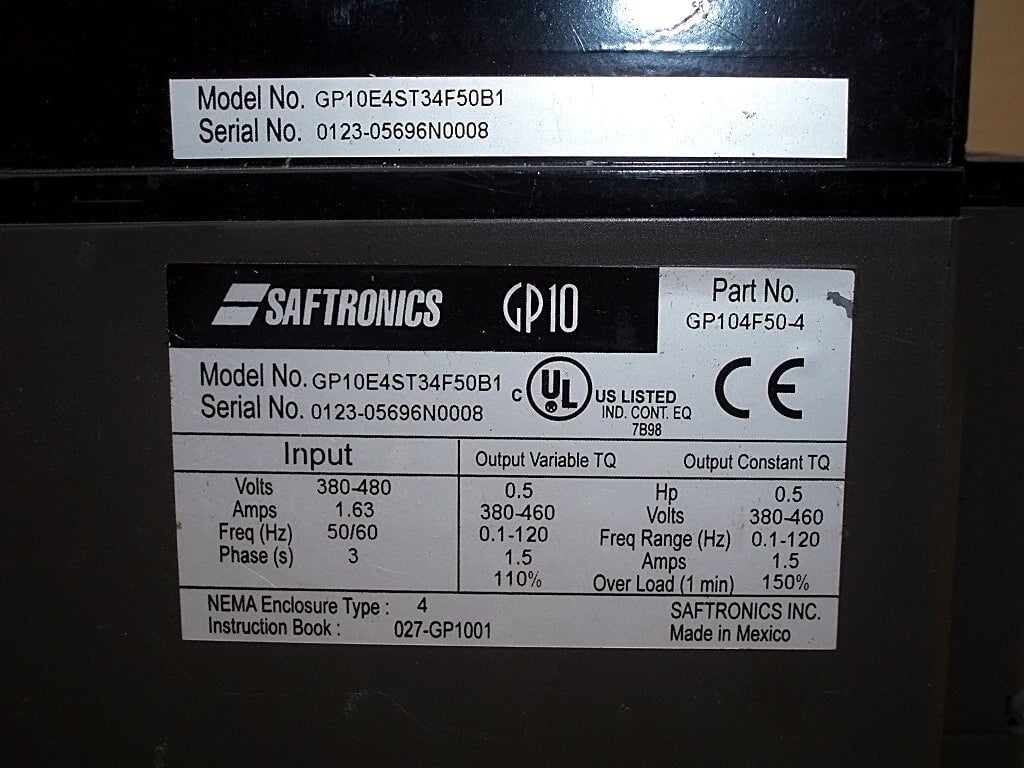 Model No. GP10E4ST34F50B1
Serial No. 0123-05696N0008
SAFTRONICS GP10
Part No.
GP104F50-4
Model No. GP10E4ST34F50B1
Serial No. 0123-05696N0008
C UL US LISTED
IND. CONT. EQ
7B98
CE
Input Output Variable TQ Output Constant TQ
Volts 380-480 0.5 Hp 0.5
Amps 1.63 380-460 Volts 380-460
Freq (Hz) 50/60 0.1-120 Freq Range (Hz) 0.1-120
Phase (s) 3 1.5 Amps 1.5
110% Over Load (1 min) 150%
NEMA Enclosure Type : 4 SAFTRONICS INC.
Instruction Book : 027-GP1001 Made in Mexico